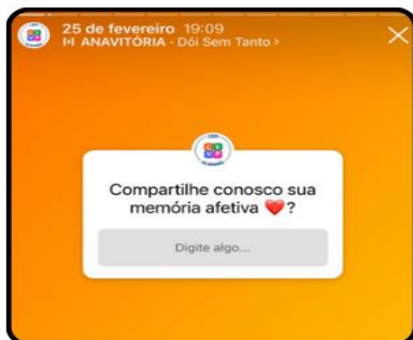 25 de fevereiro 19:09
ANAVITÓRIA - Dói Sem Tanto >
Compartilhe conosco sua
memória afetiva ❤️?
Digite algo...